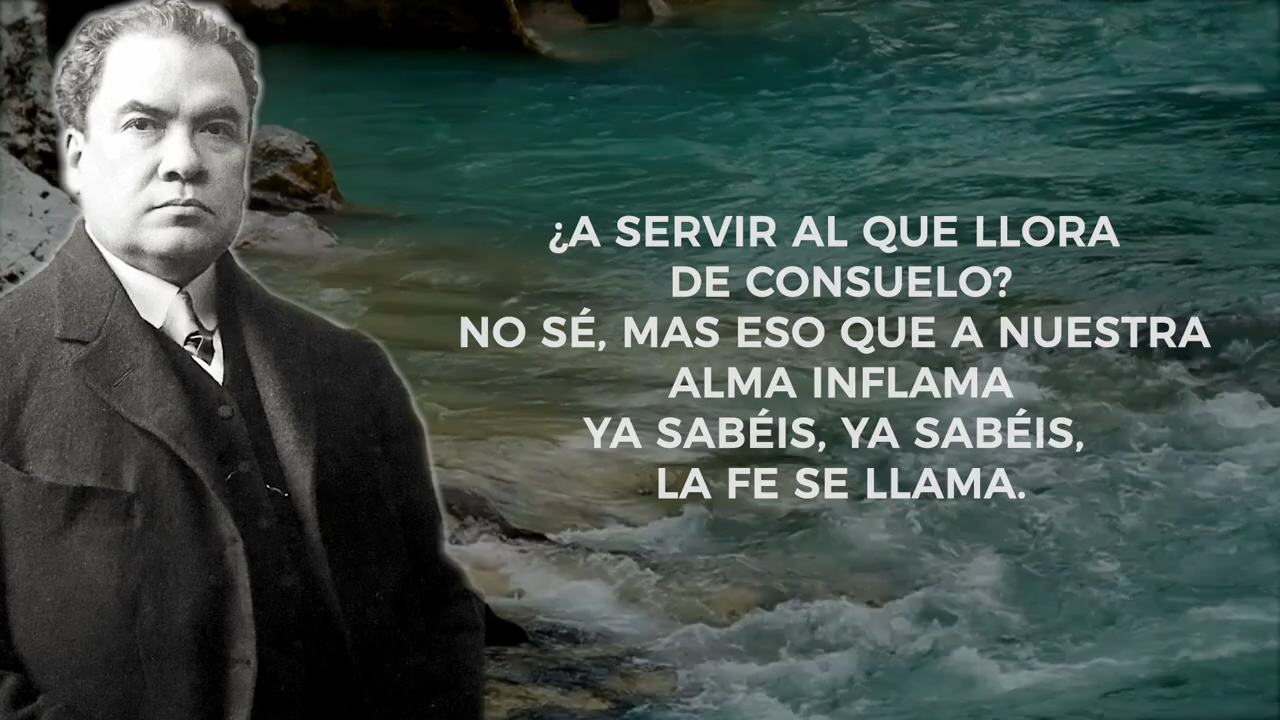 ¿A SERVIR AL QUE LLORA
DE CONSUELO?
NO SÉ, MAS ESO QUE A NUESTRA
ALMA INFLAMA
YA SABÉIS, YA SABÉIS,
LA FE SE LLAMA.